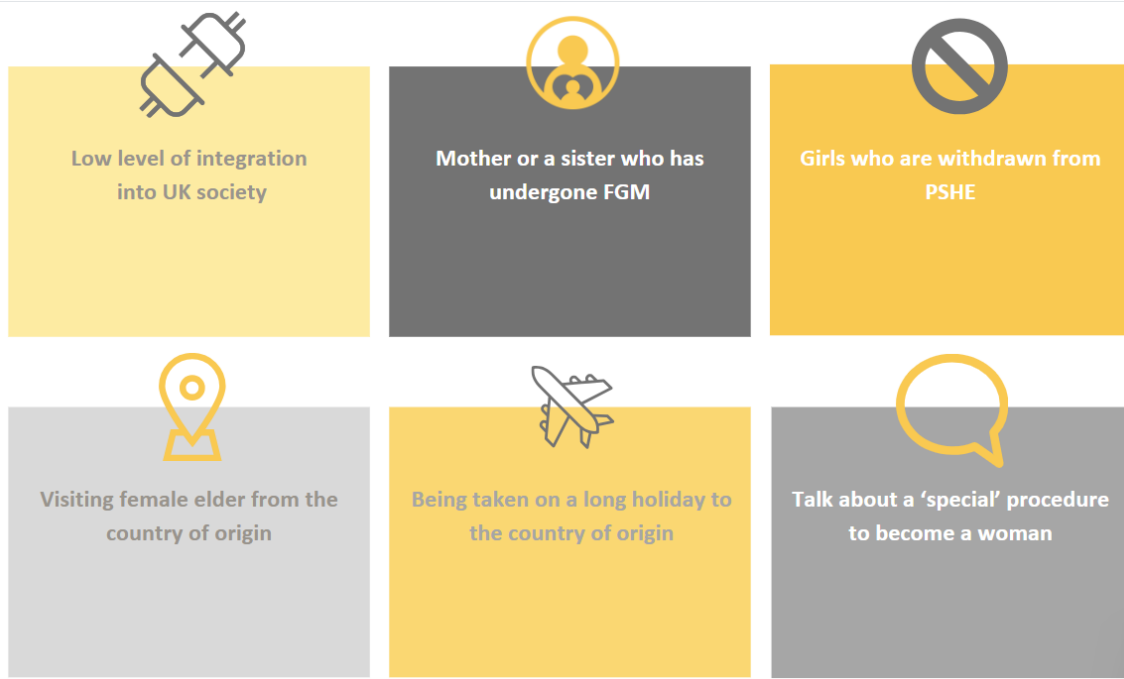 Low level of integration
into UK society
Mother or a sister who has
undergone FGM
Girls who are withdrawn from
PSHE
Visiting female elder from the
country of origin
Being taken on a long holiday to
the country of origin
Talk about a ‘special’ procedure
to become a woman